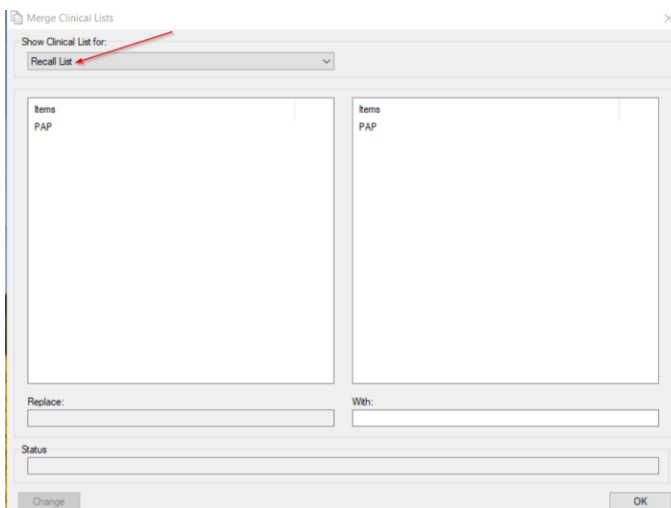 Merge Clinical Lists
Show Clinical List for:
Recall List
Items
PAP
Items
PAP
Replace:
With:
Status
Change
OK